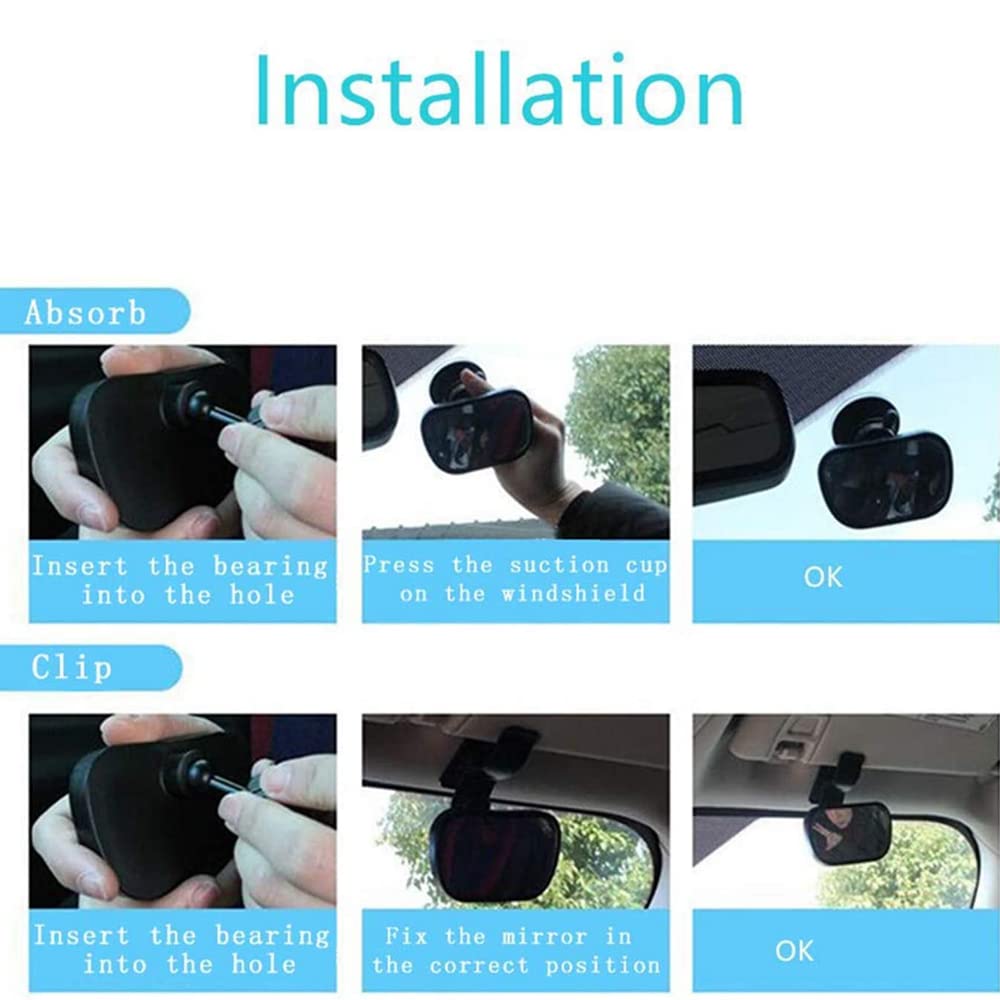 Installation
Absorb
Insert the bearing
into the hole
Press the suction cup
on the windshield
OK
Clip
Insert the bearing
into the hole
Fix the mirror in
the correct position
OK